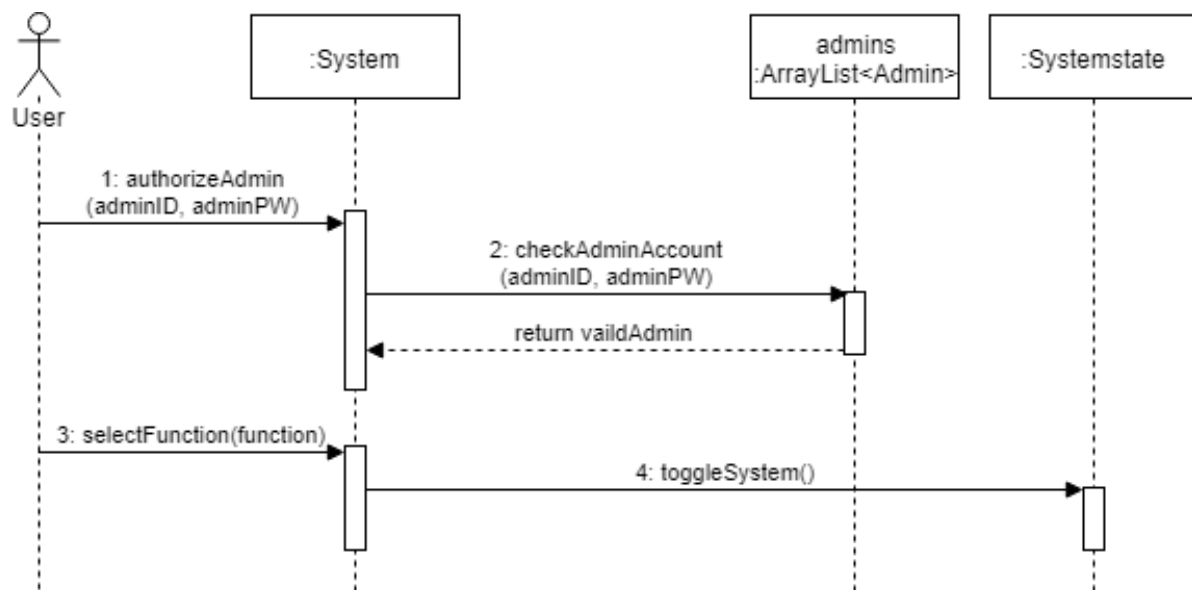 User
:System
admins
:ArrayList<Admin>
:Systemstate
1: authorizeAdmin
(adminID, adminPW)
2: checkAdminAccount
(adminID, adminPW)
return vaildAdmin
3: selectFunction(function)
4: toggleSystem()